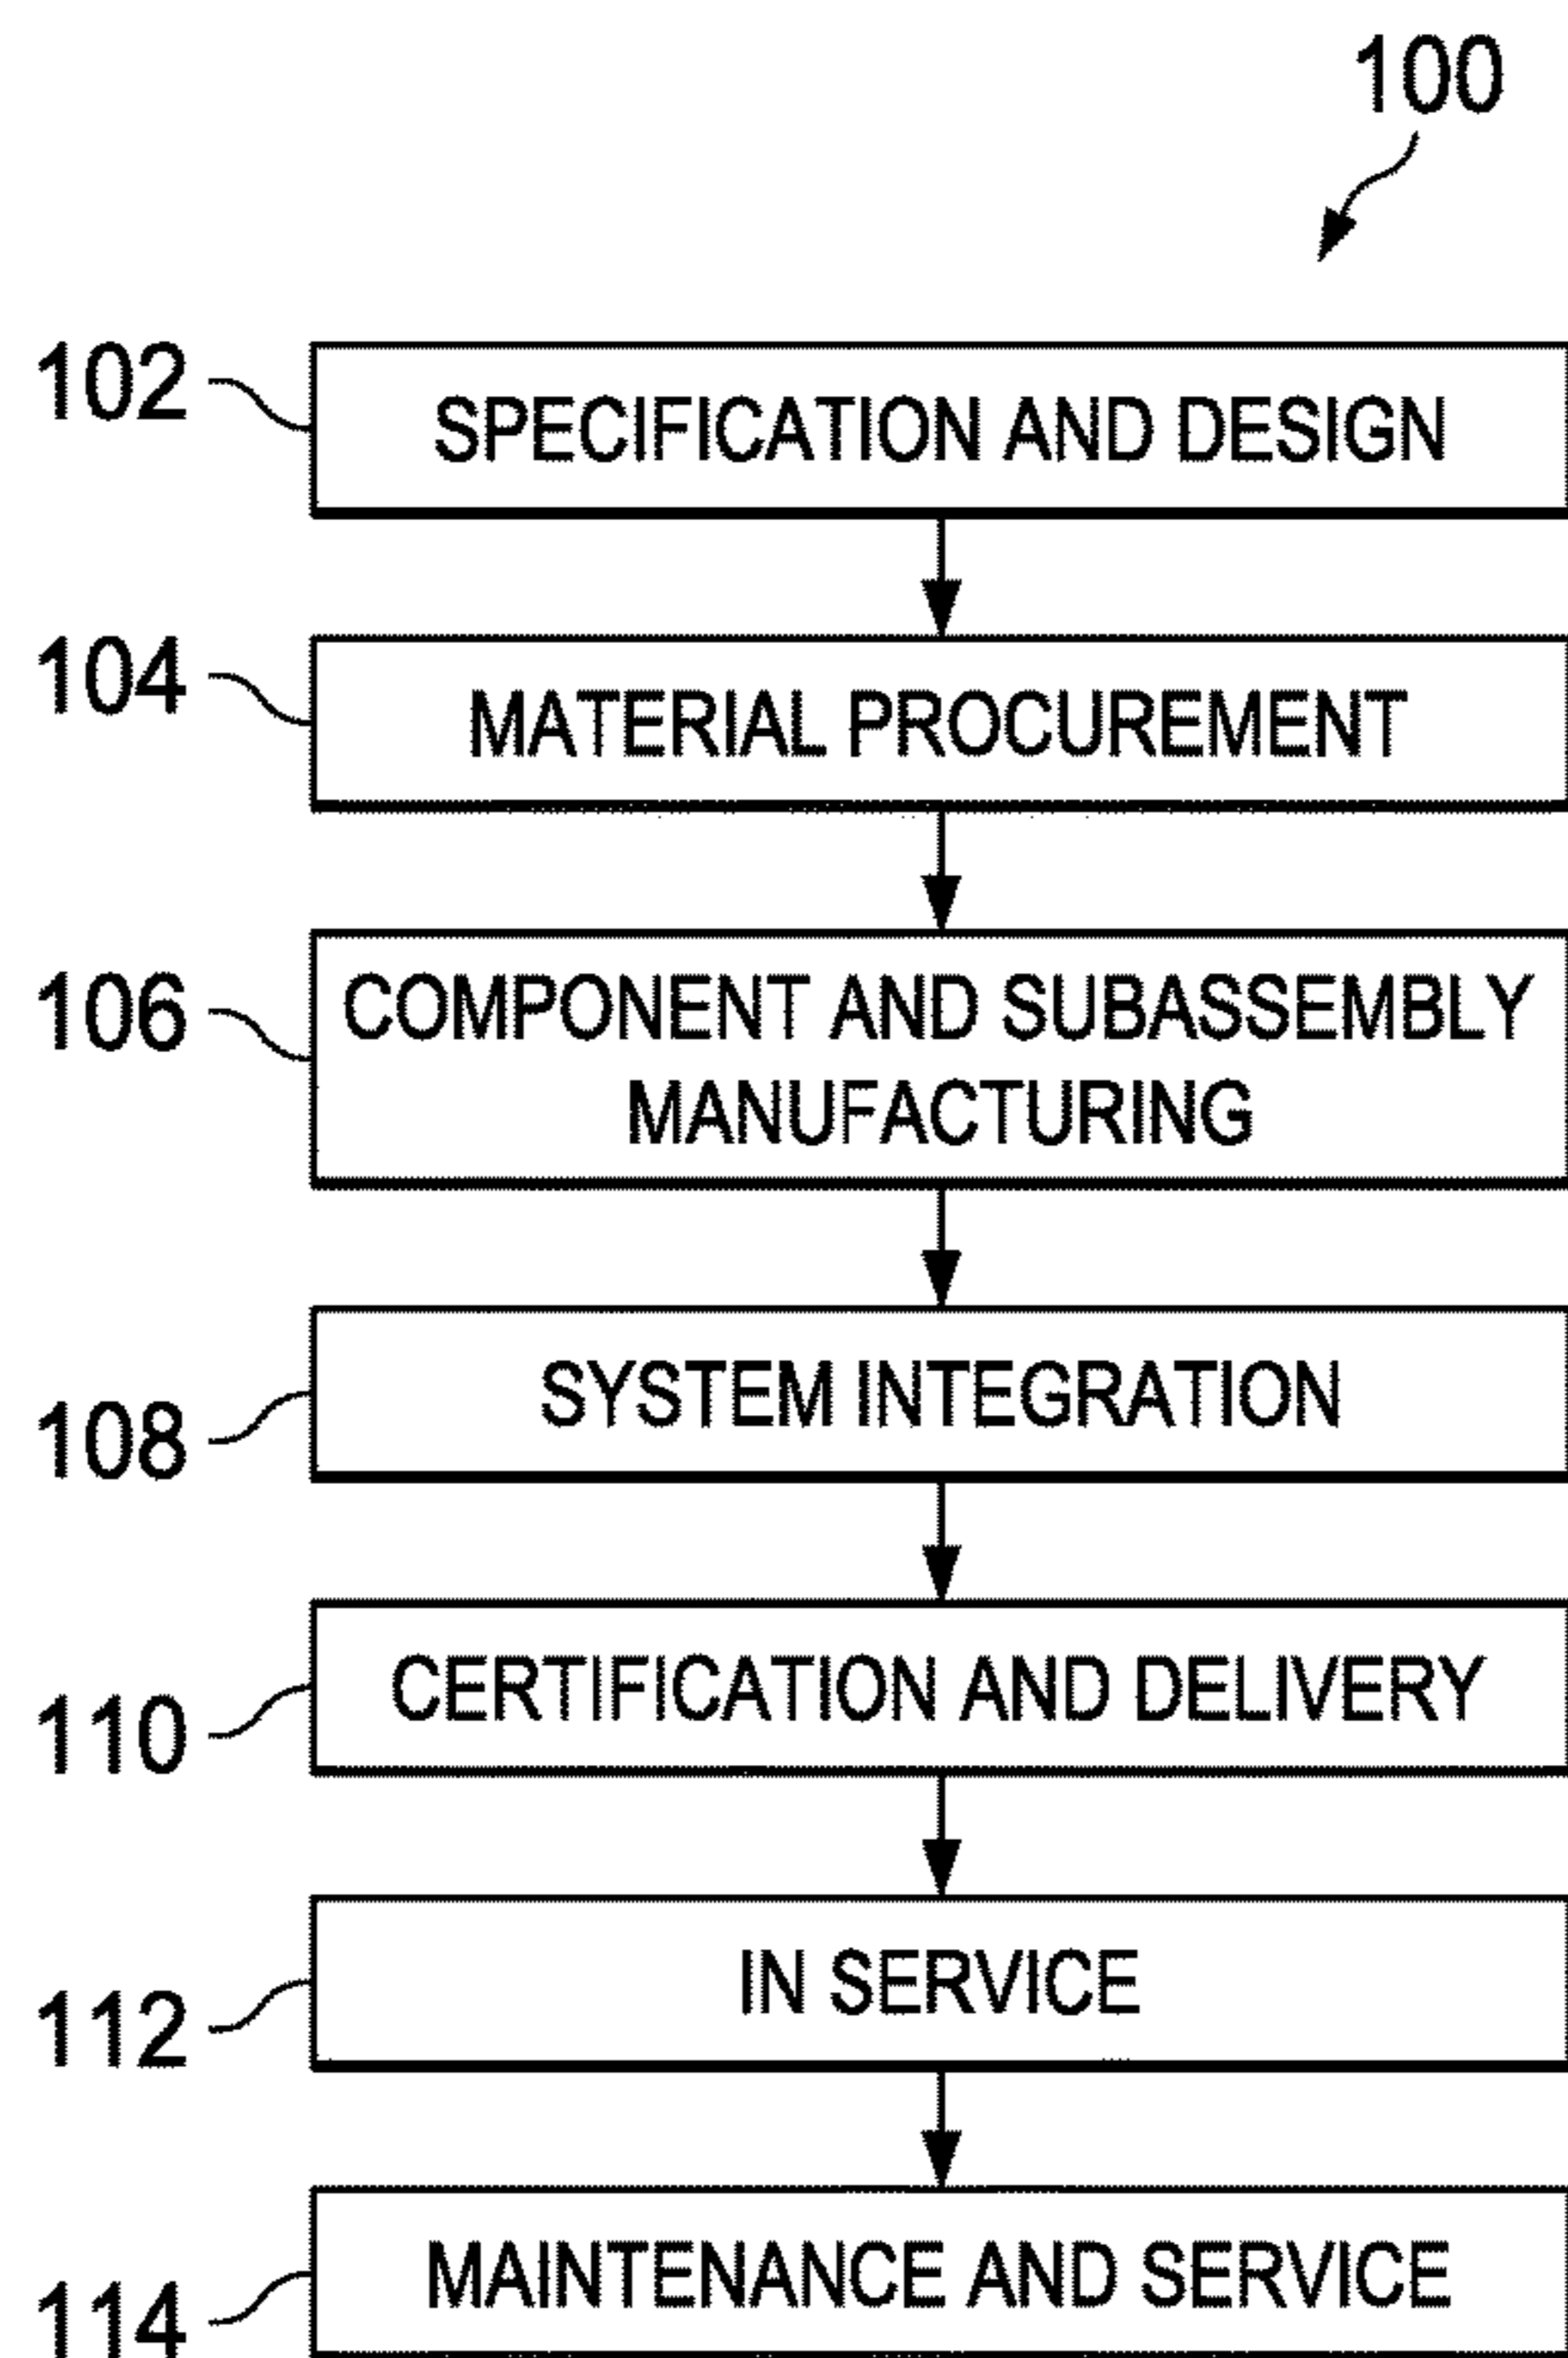 100
102
SPECIFICATION AND DESIGN
104
MATERIAL PROCUREMENT
106
COMPONENT AND SUBASSEMBLY
MANUFACTURING
108
SYSTEM INTEGRATION
110
CERTIFICATION AND DELIVERY
112
IN SERVICE
114
MAINTENANCE AND SERVICE